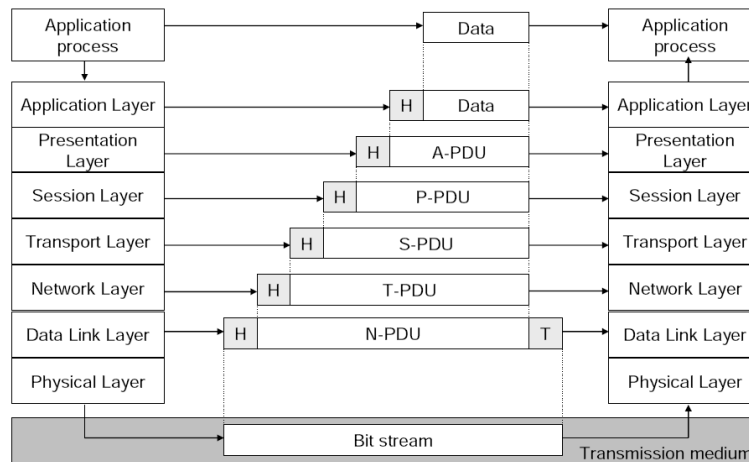 Application
process
Data
Application
process
Application Layer
H
Data
Application Layer
Presentation
Layer
H
A-PDU
Presentation
Layer
Session Layer
H
P-PDU
Session Layer
Transport Layer
H
S-PDU
Transport Layer
Network Layer
H
T-PDU
Network Layer
Data Link Layer
H
N-PDU
T
Data Link Layer
Physical Layer
Physical Layer
Bit stream
Transmission medium